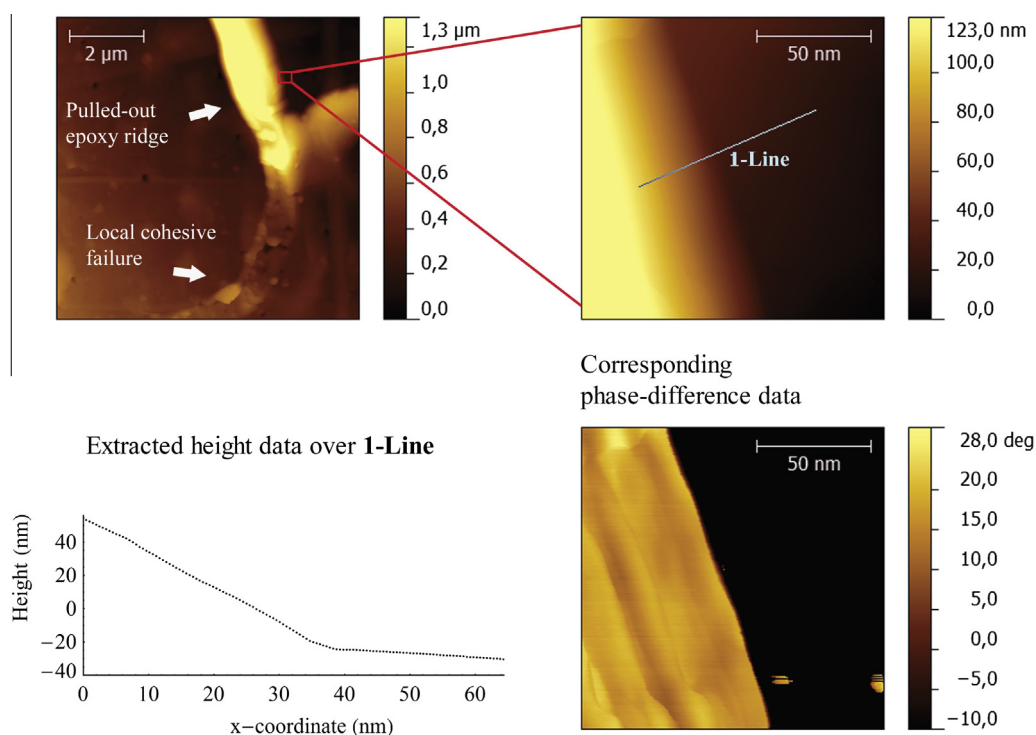 2 µm
Pulled-out
epoxy ridge
Local cohesive
failure
1,3 µm
1,0
0,8
0,6
0,4
0,2
0,0
50 nm
1-Line
123,0 nm
100,0
80,0
60,0
40,0
20,0
0,0
Extracted height data over 1-Line
Height (nm)
40
20
0
−20
−40
0
10
20
30
40
50
60
x−coordinate (nm)
Corresponding
phase-difference data
50 nm
28,0 deg
20,0
15,0
10,0
5,0
0,0
−5,0
−10,0